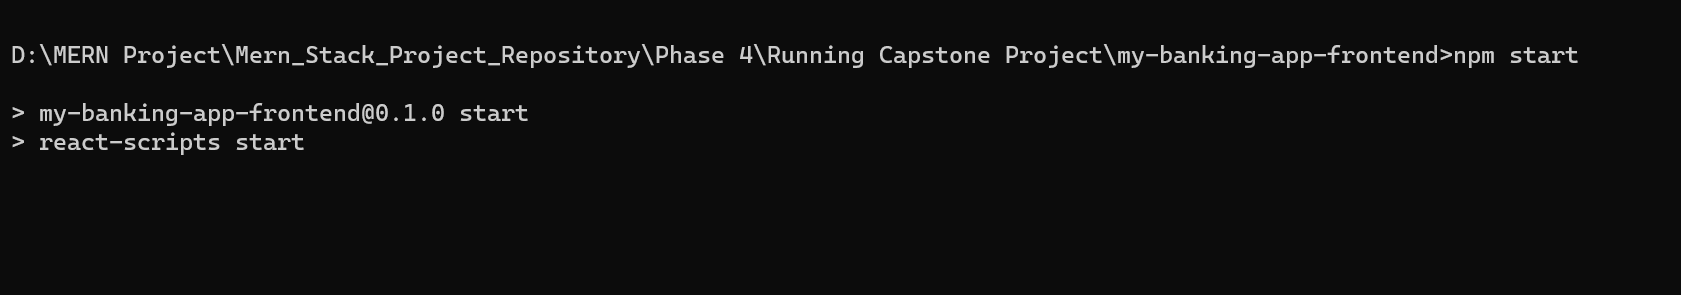 D:\MERN Project\Mern_Stack_Project_Repository\Phase 4\Running Capstone Project\my-banking-app-frontend>npm start
> my-banking-app-frontend@0.1.0 start
> react-scripts start